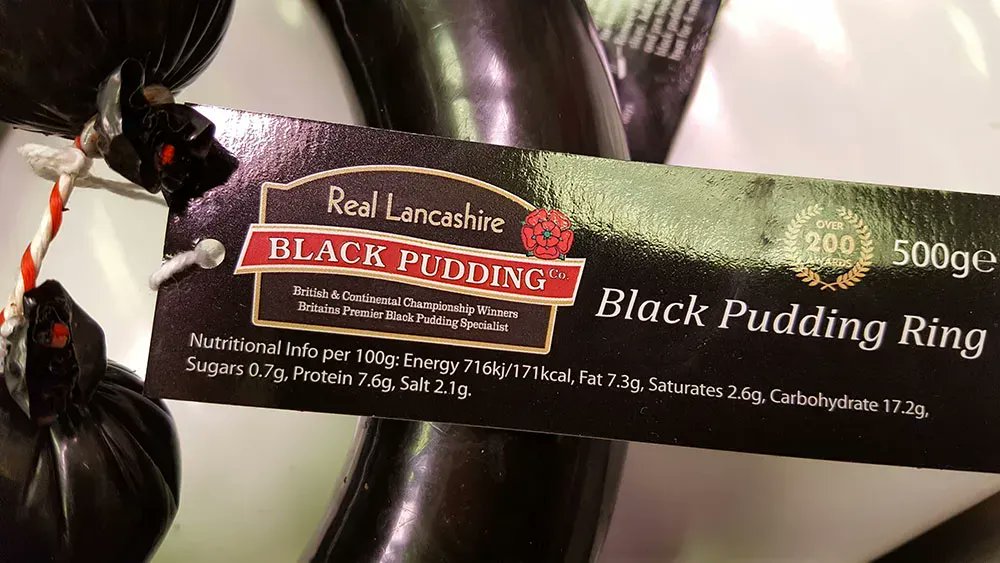 Real Lancashire
BLACK PUDDING Co.
British & Continental Championship Winners
Britains Premier Black Pudding Specialist
OVER
200
AWARDS
500g℮
Black Pudding Ring
Nutritional Info per 100g: Energy 716kj/171kcal, Fat 7.3g, Saturates 2.6g, Carbohydrate 17.2g,
Sugars 0.7g, Protein 7.6g, Salt 2.1g.